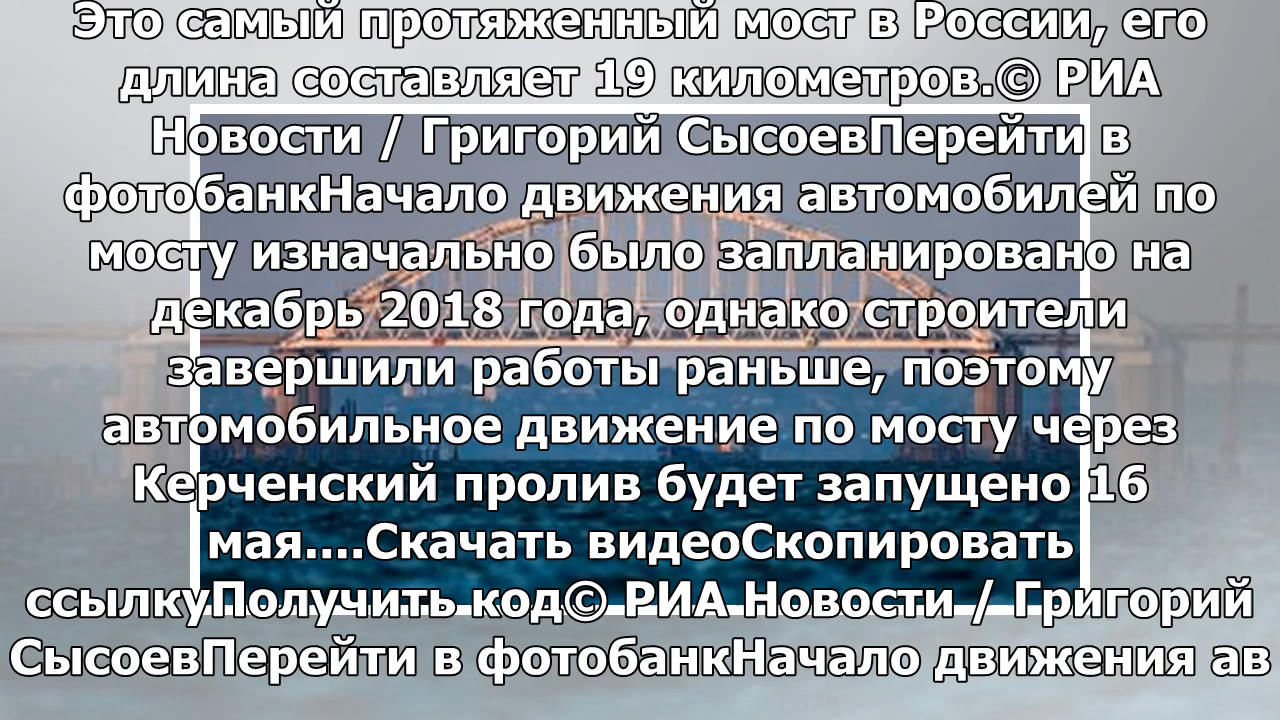 Это самый протяженный мост в России, его
длина составляет 19 километров.© РИА
Новости / Григорий СысоевПерейти в
фотобанкНачало движения автомобилей по
мосту изначально было запланировано на
декабрь 2018 года, однако строители
завершили работы раньше, поэтому
автомобильное движение по мосту через
Керченский пролив будет запущено 16
мая....Скачать видеоСкопировать
ссылкуПолучить код© РИА Новости / Григорий
СысоевПерейти в фотобанкНачало движения ав